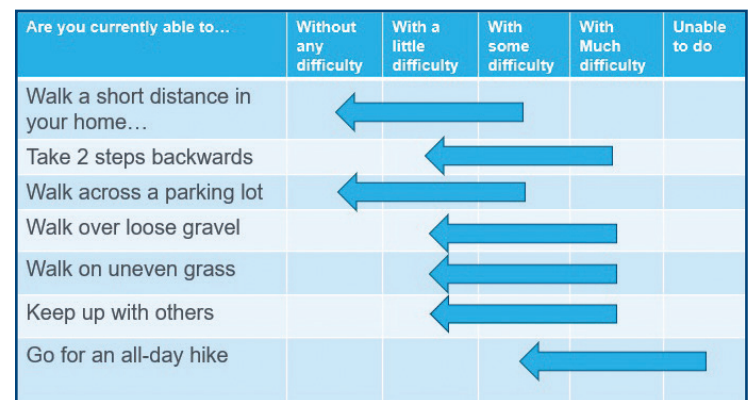 Are you currently able to…
Without any difficulty
With a little difficulty
With some difficulty
With Much difficulty
Unable to do
Walk a short distance in
your home…
Take 2 steps backwards
Walk across a parking lot
Walk over loose gravel
Walk on uneven grass
Keep up with others
Go for an all-day hike